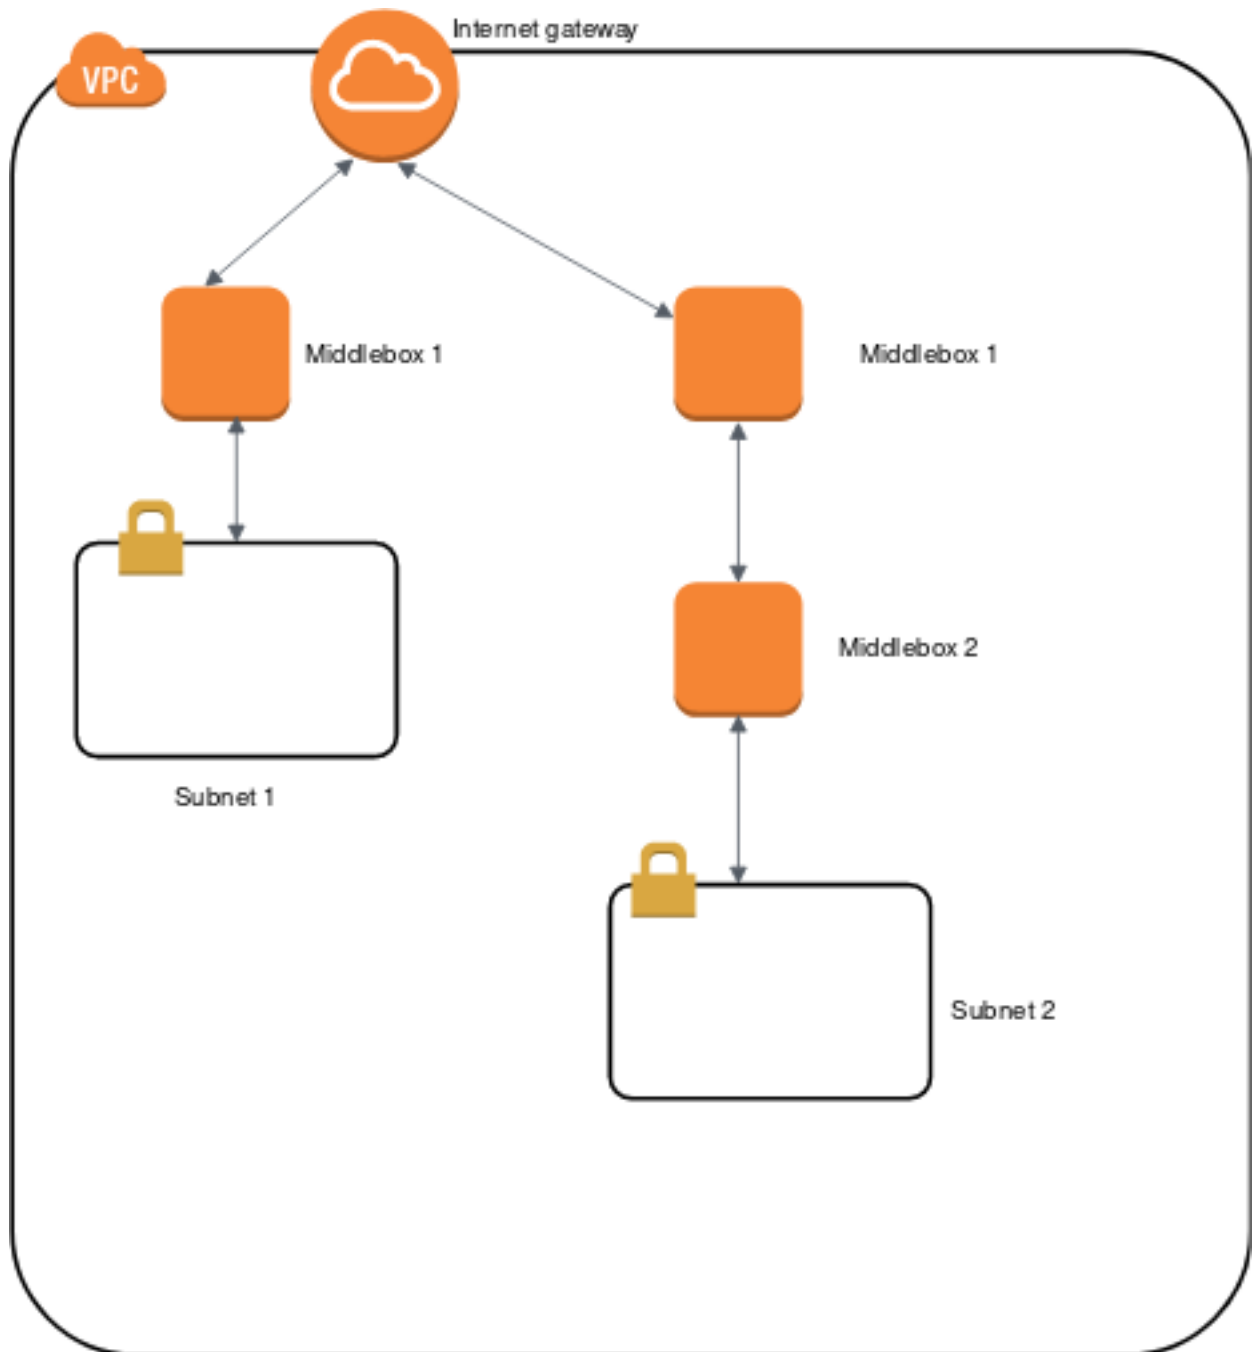 Internet gateway
VPC
Middlebox 1
Middlebox 1
Middlebox 2
Subnet 1
Subnet 2